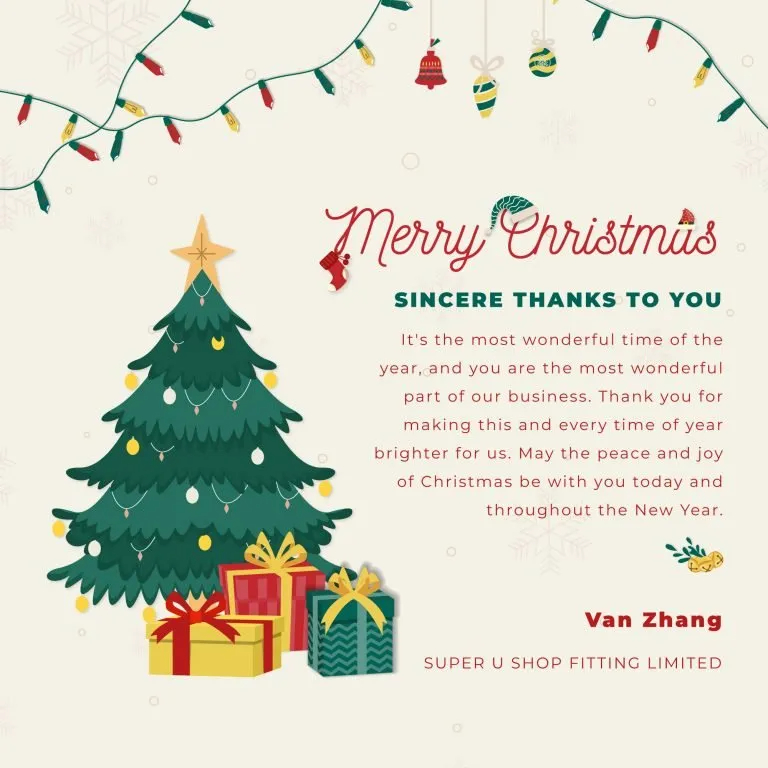 Merry Christmas
SINCERE THANKS TO YOU
It's the most wonderful time of the
year, and you are the most wonderful
part of our business. Thank you for
making this and every time of year
brighter for us. May the peace and joy
of Christmas be with you today and
throughout the New Year.
Van Zhang
SUPER U SHOP FITTING LIMITED